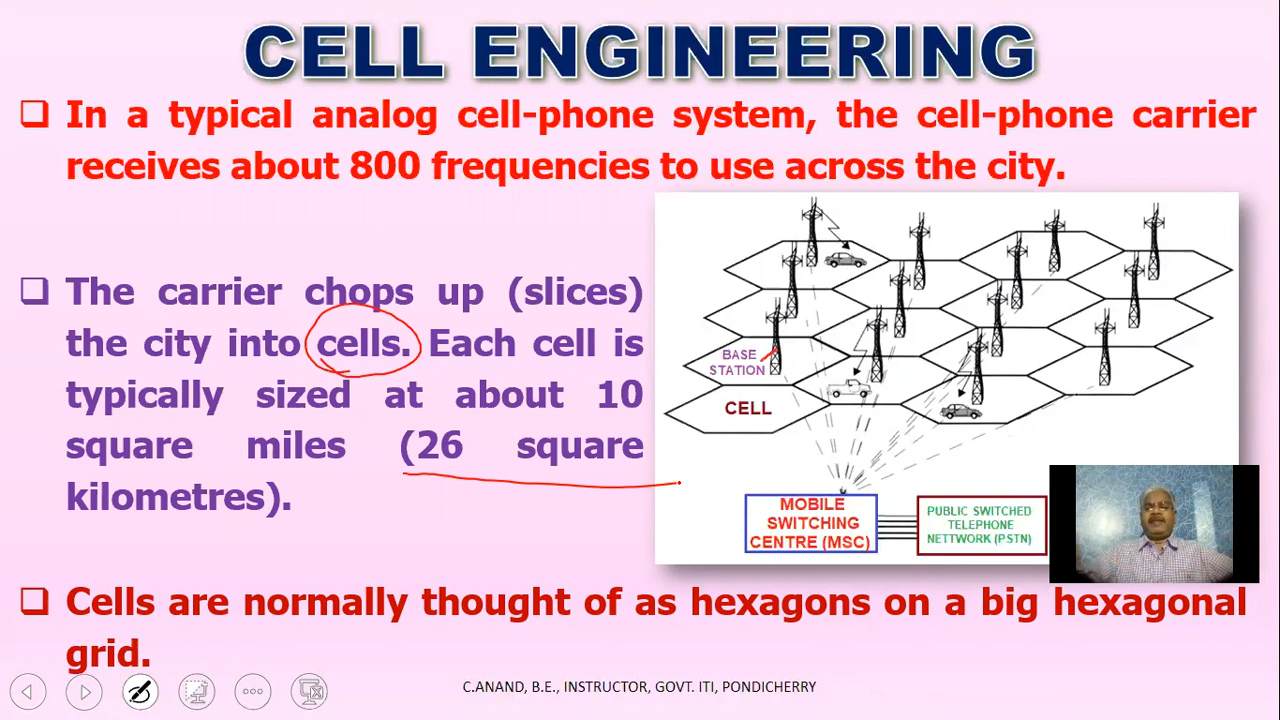 CELL ENGINEERING
❑ In a typical analog cell-phone system, the cell-phone carrier
receives about 800 frequencies to use across the city.
❑ The carrier chops up (slices)
the city into cells. Each cell is
typically sized at about 10
square miles (26 square
kilometres).
BASE
STATION
CELL
MOBILE
SWITCHING
CENTRE (MSC)
PUBLIC SWITCHED
TELEPHONE
NETTWORK (PSTN)
❑ Cells are normally thought of as hexagons on a big hexagonal
grid.
C.ANAND, B.E., INSTRUCTOR, GOVT. ITI, PONDICHERRY